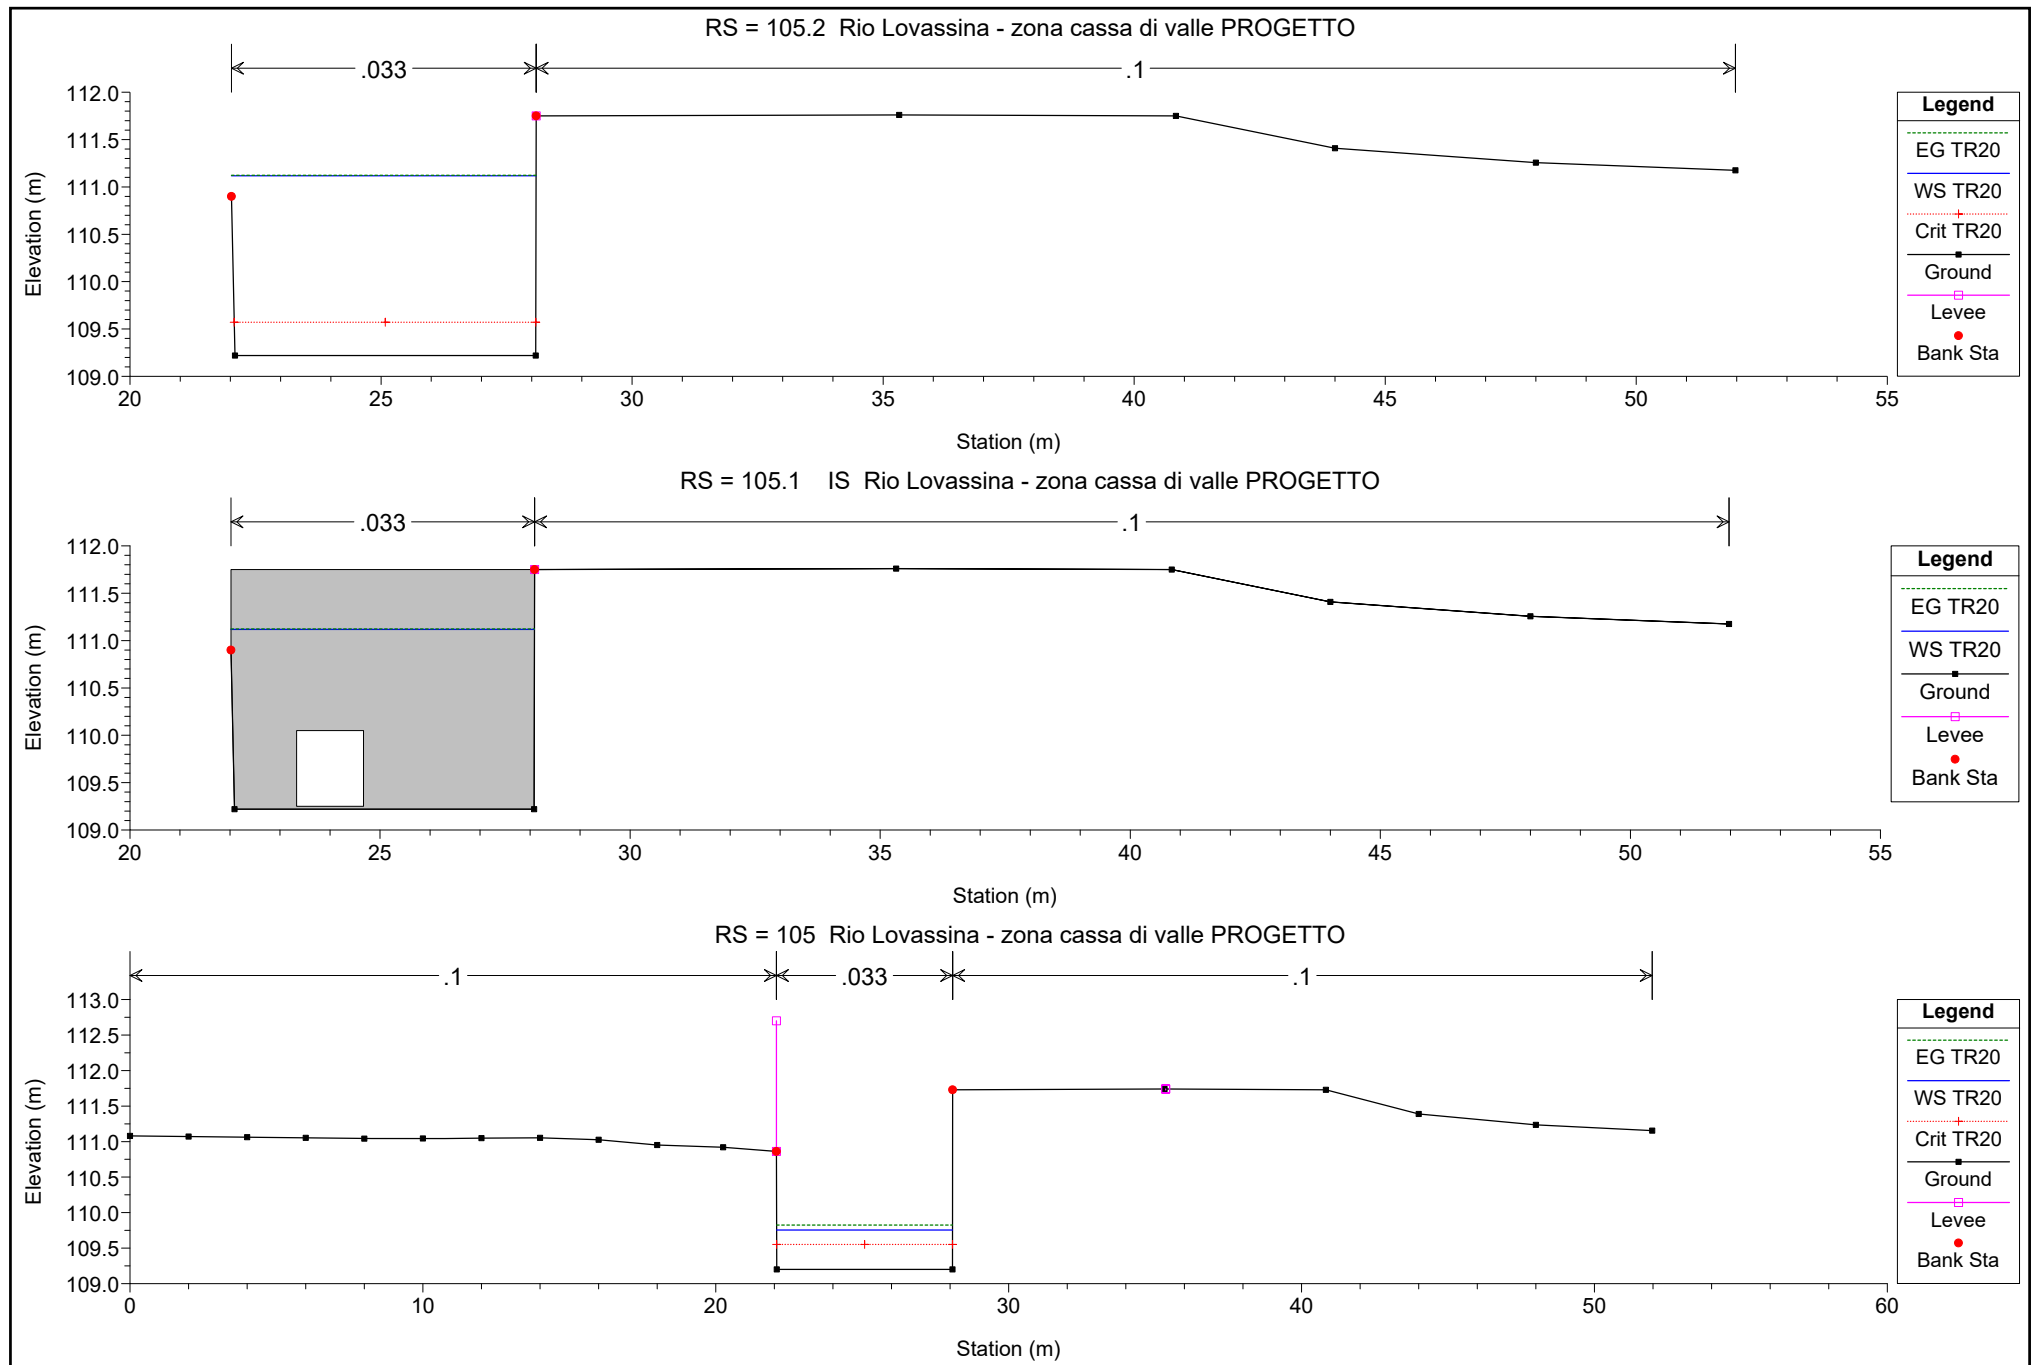 RS = 105.2 Rio Lovassina - zona cassa di valle PROGETTO
.033
.1
112.0
111.5
111.0
110.5
110.0
109.5
109.0
Elevation (m)
20
25
30
35
40
45
50
55
Station (m)
Legend
EG TR20
WS TR20
Crit TR20
Ground
Levee
Bank Sta
RS = 105.1 IS Rio Lovassina - zona cassa di valle PROGETTO
.033
.1
112.0
111.5
111.0
110.5
110.0
109.5
109.0
Elevation (m)
20
25
30
35
40
45
50
55
Station (m)
Legend
EG TR20
WS TR20
Ground
Levee
Bank Sta
RS = 105 Rio Lovassina - zona cassa di valle PROGETTO
.1
.033
.1
113.0
112.5
112.0
111.5
111.0
110.5
110.0
109.5
109.0
Elevation (m)
0
10
20
30
40
50
60
Station (m)
Legend
EG TR20
WS TR20
Crit TR20
Ground
Levee
Bank Sta